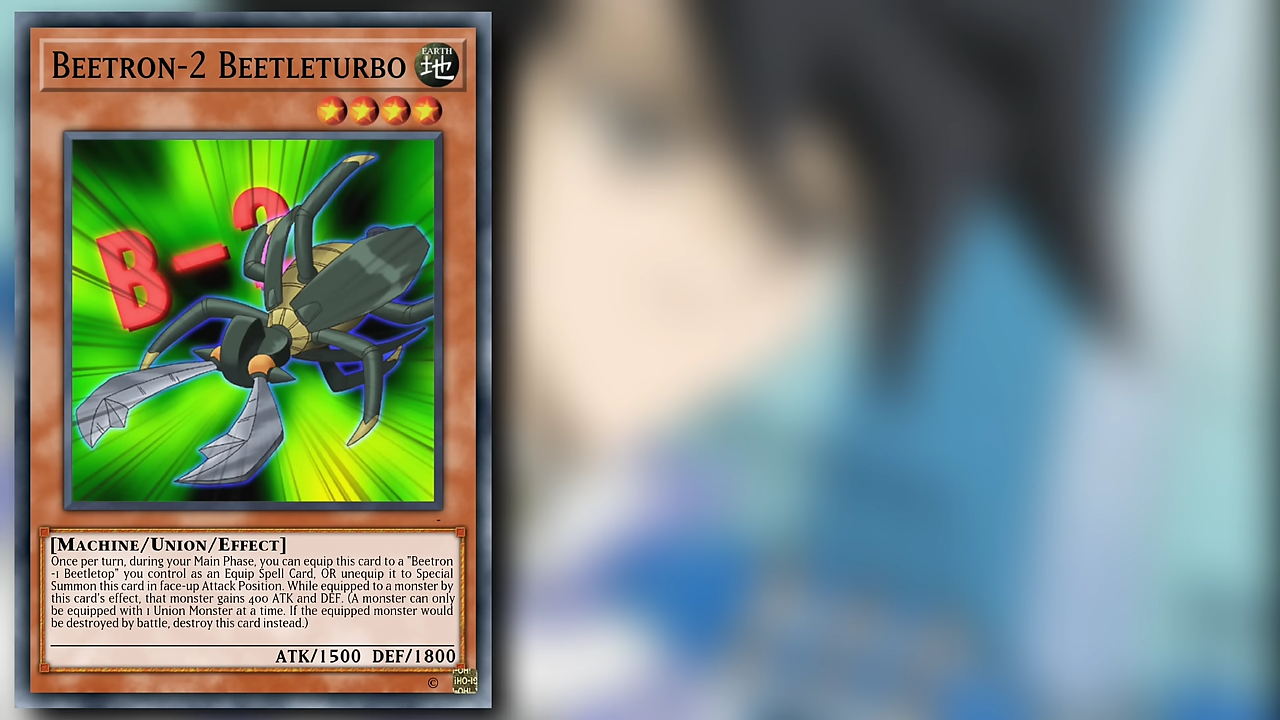 BEETRON-2 BEETLETURBO
EARTH
地
B-2
[MACHINE/UNION/EFFECT]
Once per turn, during your Main Phase, you can equip this card to a "Beetron
-1 Beetletop" you control as an Equip Spell Card, OR unequip it to Special
Summon this card in face-up Attack Position. While equipped to a monster by
this card's effect, that monster gains 400 ATK and DEF. (A monster can only
be equipped with 1 Union Monster at a time. If the equipped monster would
be destroyed by battle, destroy this card instead.)
ATK/1500 DEF/1800
©